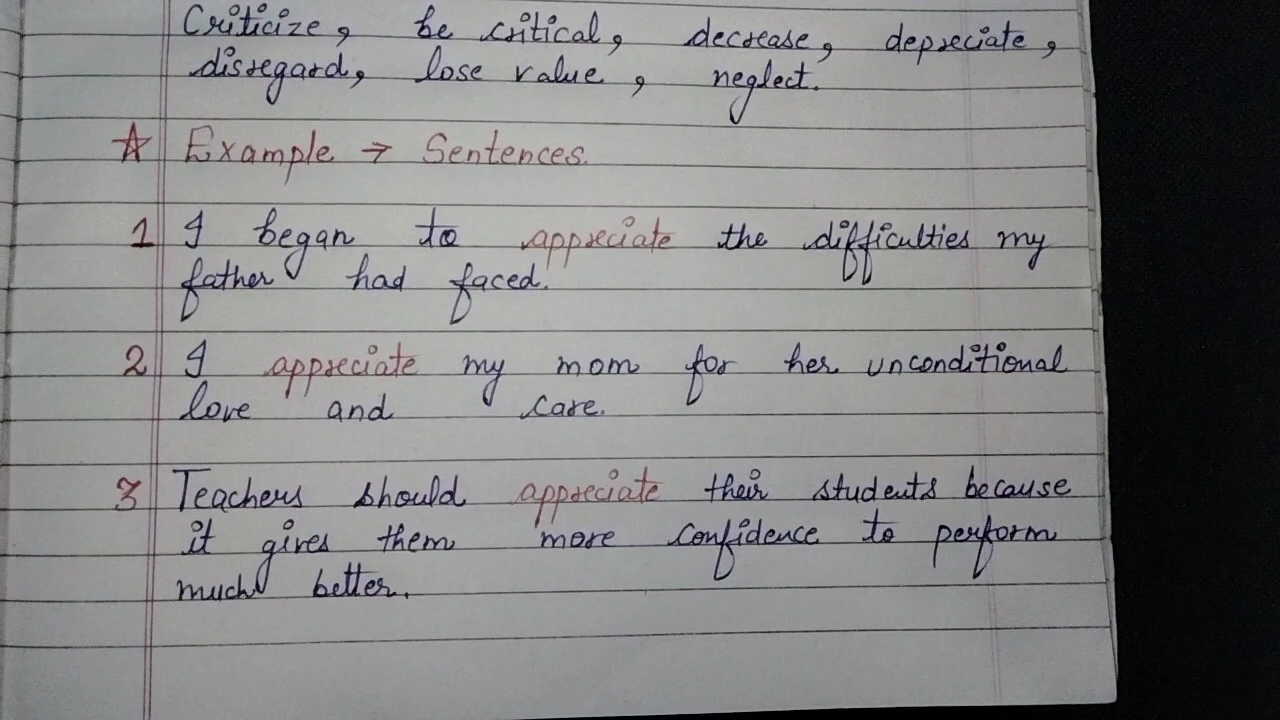 Criticize, be critical, decrease, depreciate,
disregard, lose value, neglect.
☆ Example → Sentences.
1 I began to appreciate the difficulties my
father had faced.
2 I appreciate my mom for her unconditional
love and care.
3 Teachers should appreciate their students because
it gives them more confidence to perform
much better.